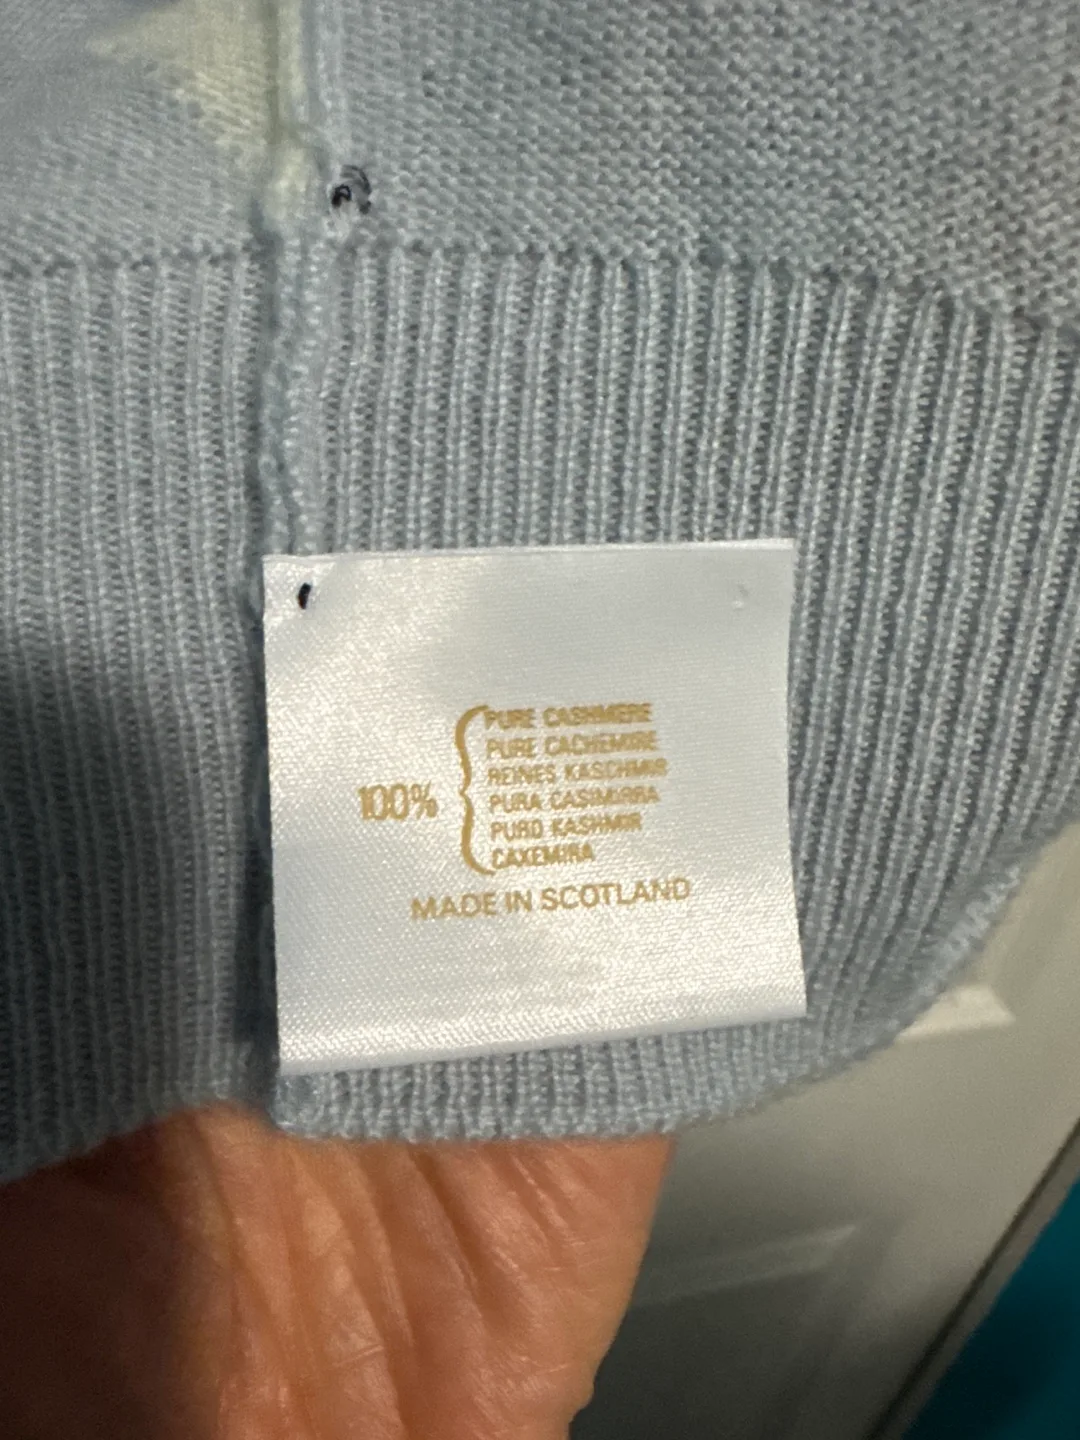 100%
PURE CASHMERE
PURE CACHEMIRE
REINES KASCHMIR
PURA CASIMIRRA
PURO KASHMIR
CAXEMIRA
MADE IN SCOTLAND